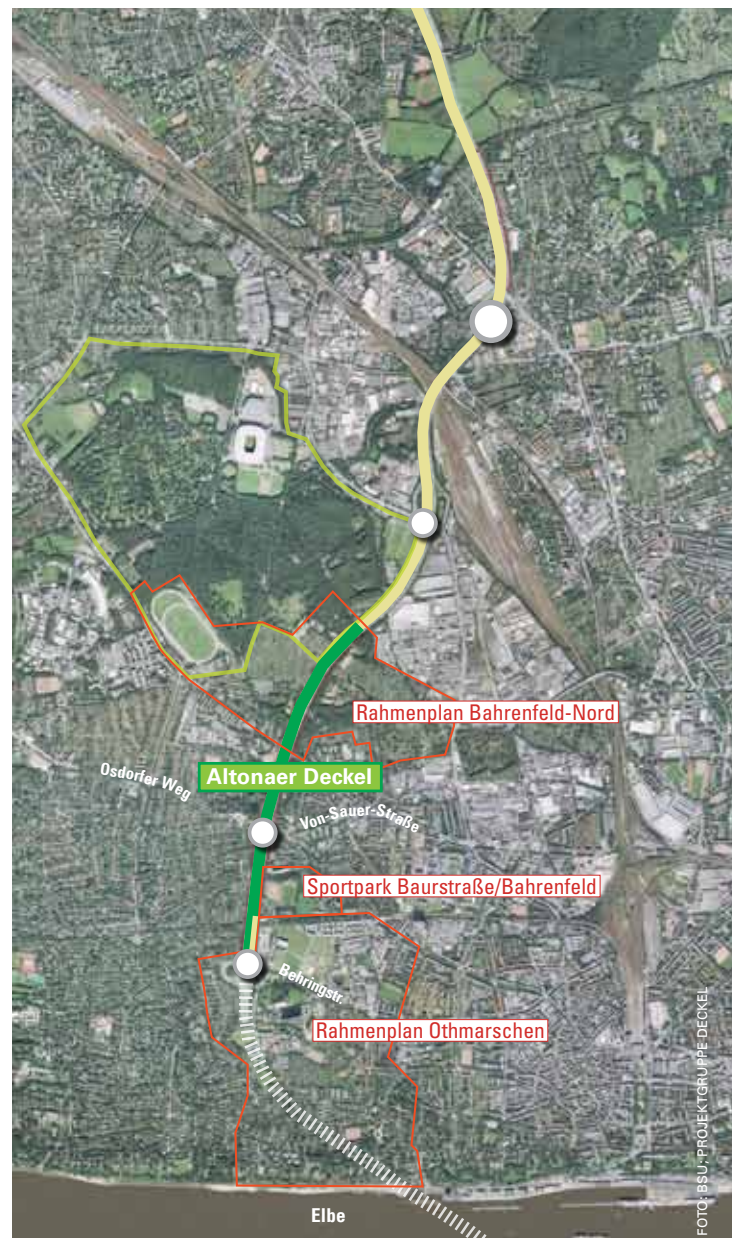 Rahmenplan Bahrenfeld-Nord
Osdorfer Weg
Altonaer Deckel
Von-Sauer-Straße
Sportpark Baurstraße/Bahrenfeld
Behringstr.
Rahmenplan Othmarschen
Elbe
FOTO: BSU; PROJEKTGRUPPE DECKEL